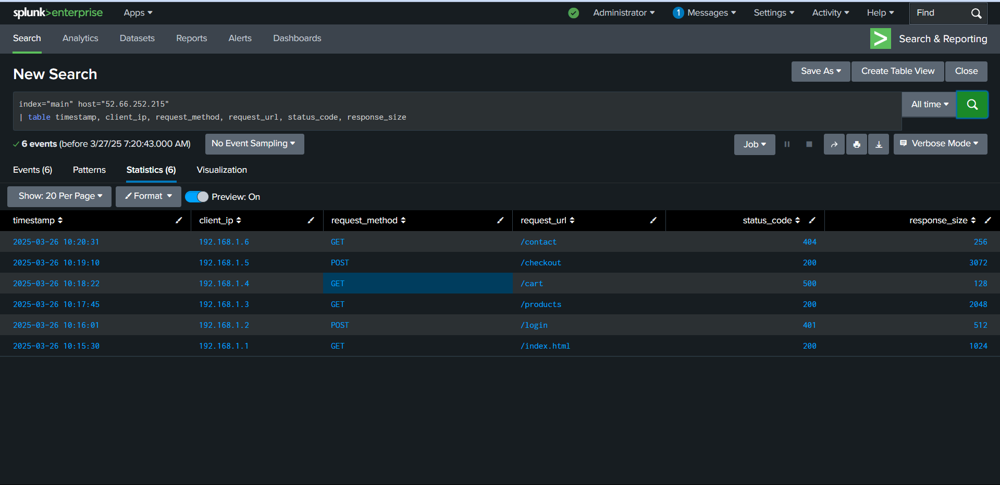 splunk>enterprise Apps Administrator 1 Messages Settings Activity Help Find
Search Analytics Datasets Reports Alerts Dashboards > Search & Reporting
New Search Save As Create Table View Close
index="main" host="52.66.252.215" All time
| table timestamp, client_ip, request_method, request_url, status_code, response_size
6 events (before 3/27/25 7:20:43.000 AM) No Event Sampling Job Verbose Mode
Events (6) Patterns Statistics (6) Visualization
Show: 20 Per Page Format Preview: On
timestamp client_ip request_method request_url status_code response_size
2025-03-26 10:20:31 192.168.1.6 GET /contact 404 256
2025-03-26 10:19:10 192.168.1.5 POST /checkout 200 3072
2025-03-26 10:18:22 192.168.1.4 GET /cart 500 128
2025-03-26 10:17:45 192.168.1.3 GET /products 200 2048
2025-03-26 10:16:01 192.168.1.2 POST /login 401 512
2025-03-26 10:15:30 192.168.1.1 GET /index.html 200 1024